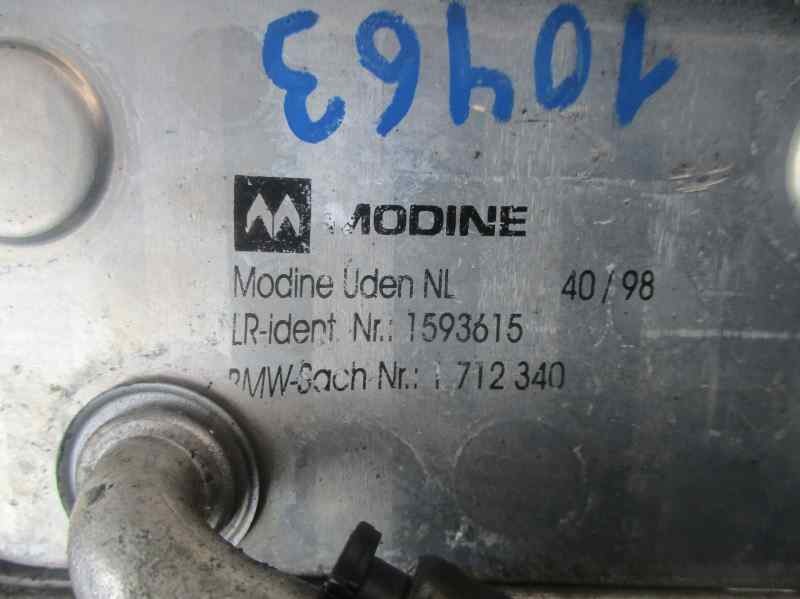 10463
MODINE
Modine Uden NL 40 / 98
LR-ident. Nr.: 1593615
BMW-Sach-Nr.: 1 712 340